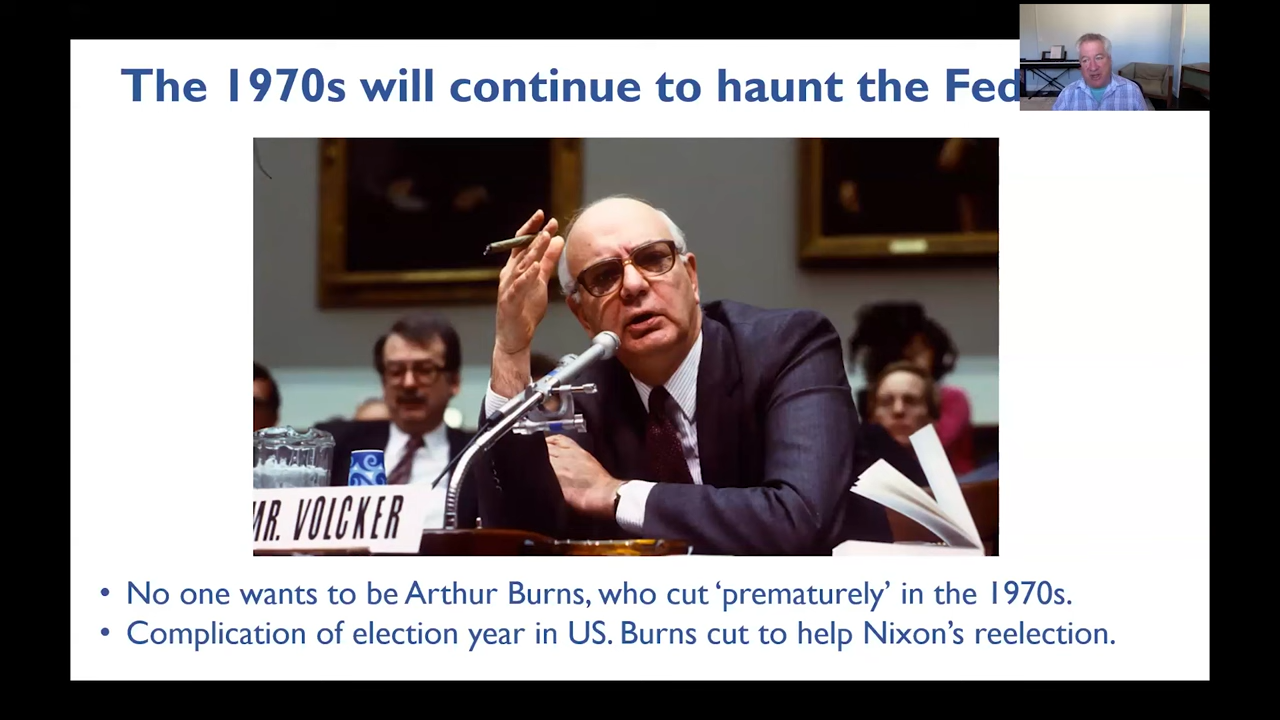 The 1970s will continue to haunt the Fed
MR. VOLCKER
• No one wants to be Arthur Burns, who cut ‘prematurely’ in the 1970s.
• Complication of election year in US. Burns cut to help Nixon’s reelection.